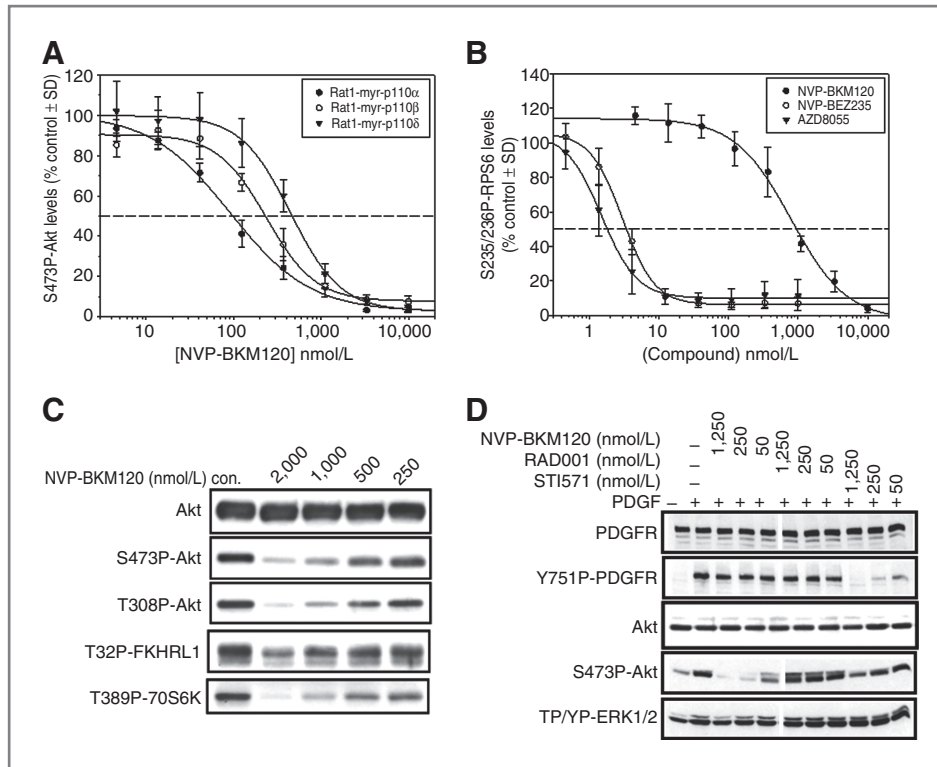 A
S473P-Akt levels (% control ± SD)
120
100
80
60
40
20
0
Rat1-myr-p110α
Rat1-myr-p110β
Rat1-myr-p110δ
10 100 1,000 10,000
[NVP-BKM120] nmol/L
B
S235/236P-RPS6 levels
(% control ± SD)
140
120
100
80
60
40
20
0
NVP-BKM120
NVP-BEZ235
AZD8055
1 10 100 1,000 10,000
(Compound) nmol/L
C
NVP-BKM120 (nmol/L) con. 2,000 1,000 500 250
Akt
S473P-Akt
T308P-Akt
T32P-FKHRL1
T389P-70S6K
D
NVP-BKM120 (nmol/L) – 1,250 250 50
RAD001 (nmol/L) – 1,250 250 50
STI571 (nmol/L) – 1,250 250 50
PDGF – + + + + + + + + + +
PDGFR
Y751P-PDGFR
Akt
S473P-Akt
TP/YP-ERK1/2